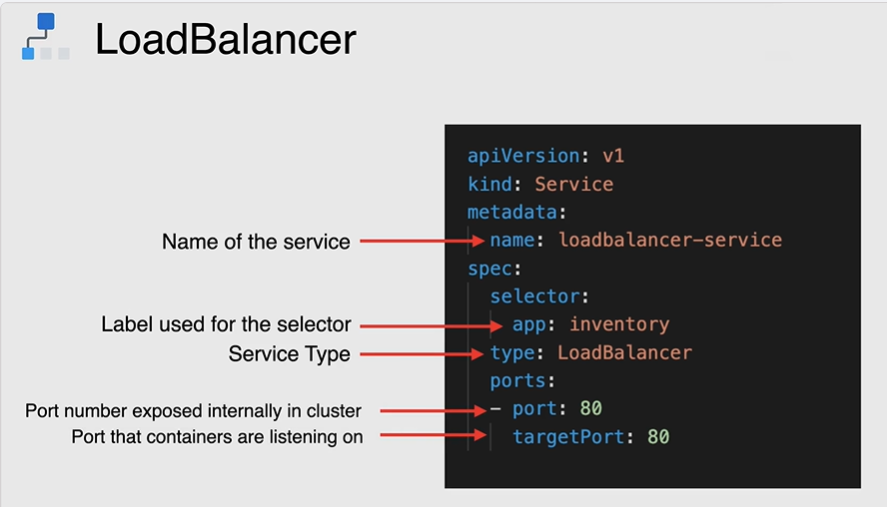 LoadBalancer
apiVersion: v1
kind: Service
metadata:
Name of the service
name: loadbalancer-service
spec:
selector:
Label used for the selector
app: inventory
Service Type
type: LoadBalancer
ports:
Port number exposed internally in cluster
- port: 80
Port that containers are listening on
targetPort: 80